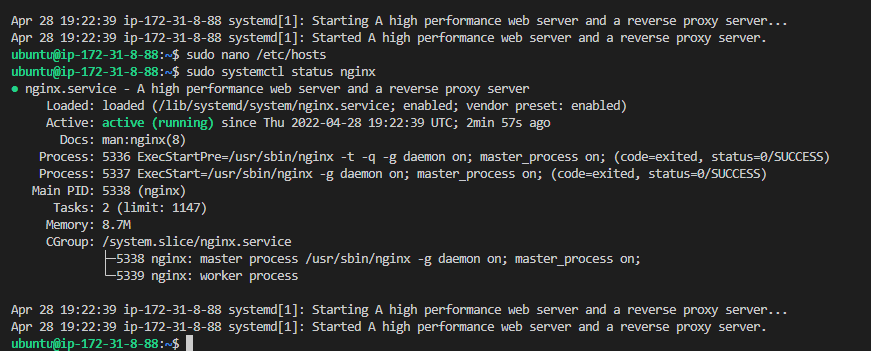 Apr 28 19:22:39 ip-172-31-8-88 systemd[1]: Starting A high performance web server and a reverse proxy server...
Apr 28 19:22:39 ip-172-31-8-88 systemd[1]: Started A high performance web server and a reverse proxy server.
ubuntu@ip-172-31-8-88:~$ sudo nano /etc/hosts
ubuntu@ip-172-31-8-88:~$ sudo systemctl status nginx
● nginx.service - A high performance web server and a reverse proxy server
Loaded: loaded (/lib/systemd/system/nginx.service; enabled; vendor preset: enabled)
Active: active (running) since Thu 2022-04-28 19:22:39 UTC; 2min 57s ago
Docs: man:nginx(8)
Process: 5336 ExecStartPre=/usr/sbin/nginx -t -q -g daemon on; master_process on; (code=exited, status=0/SUCCESS)
Process: 5337 ExecStart=/usr/sbin/nginx -g daemon on; master_process on; (code=exited, status=0/SUCCESS)
Main PID: 5338 (nginx)
Tasks: 2 (limit: 1147)
Memory: 8.7M
CGroup: /system.slice/nginx.service
├─5338 nginx: master process /usr/sbin/nginx -g daemon on; master_process on;
└─5339 nginx: worker process
Apr 28 19:22:39 ip-172-31-8-88 systemd[1]: Starting A high performance web server and a reverse proxy server...
Apr 28 19:22:39 ip-172-31-8-88 systemd[1]: Started A high performance web server and a reverse proxy server.
ubuntu@ip-172-31-8-88:~$